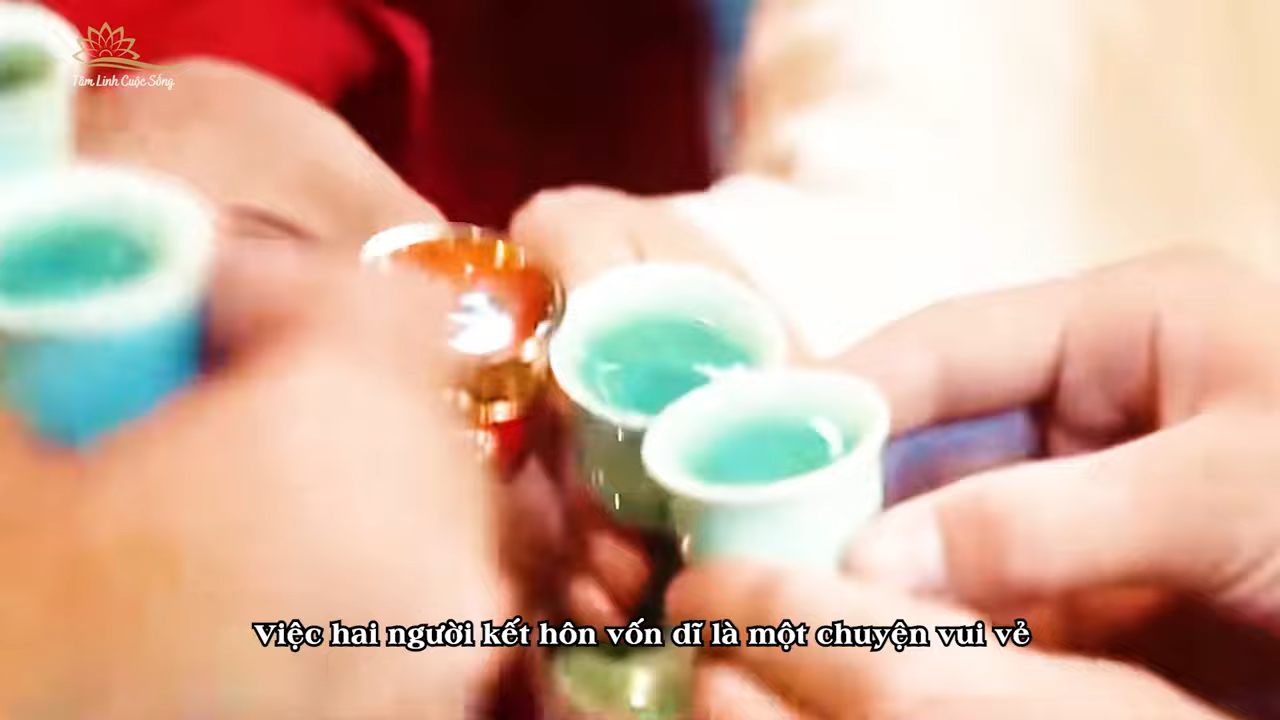 Tâm Linh Cuộc Sống
Việc hai người kết hôn vốn dĩ là một chuyện vui vẻ